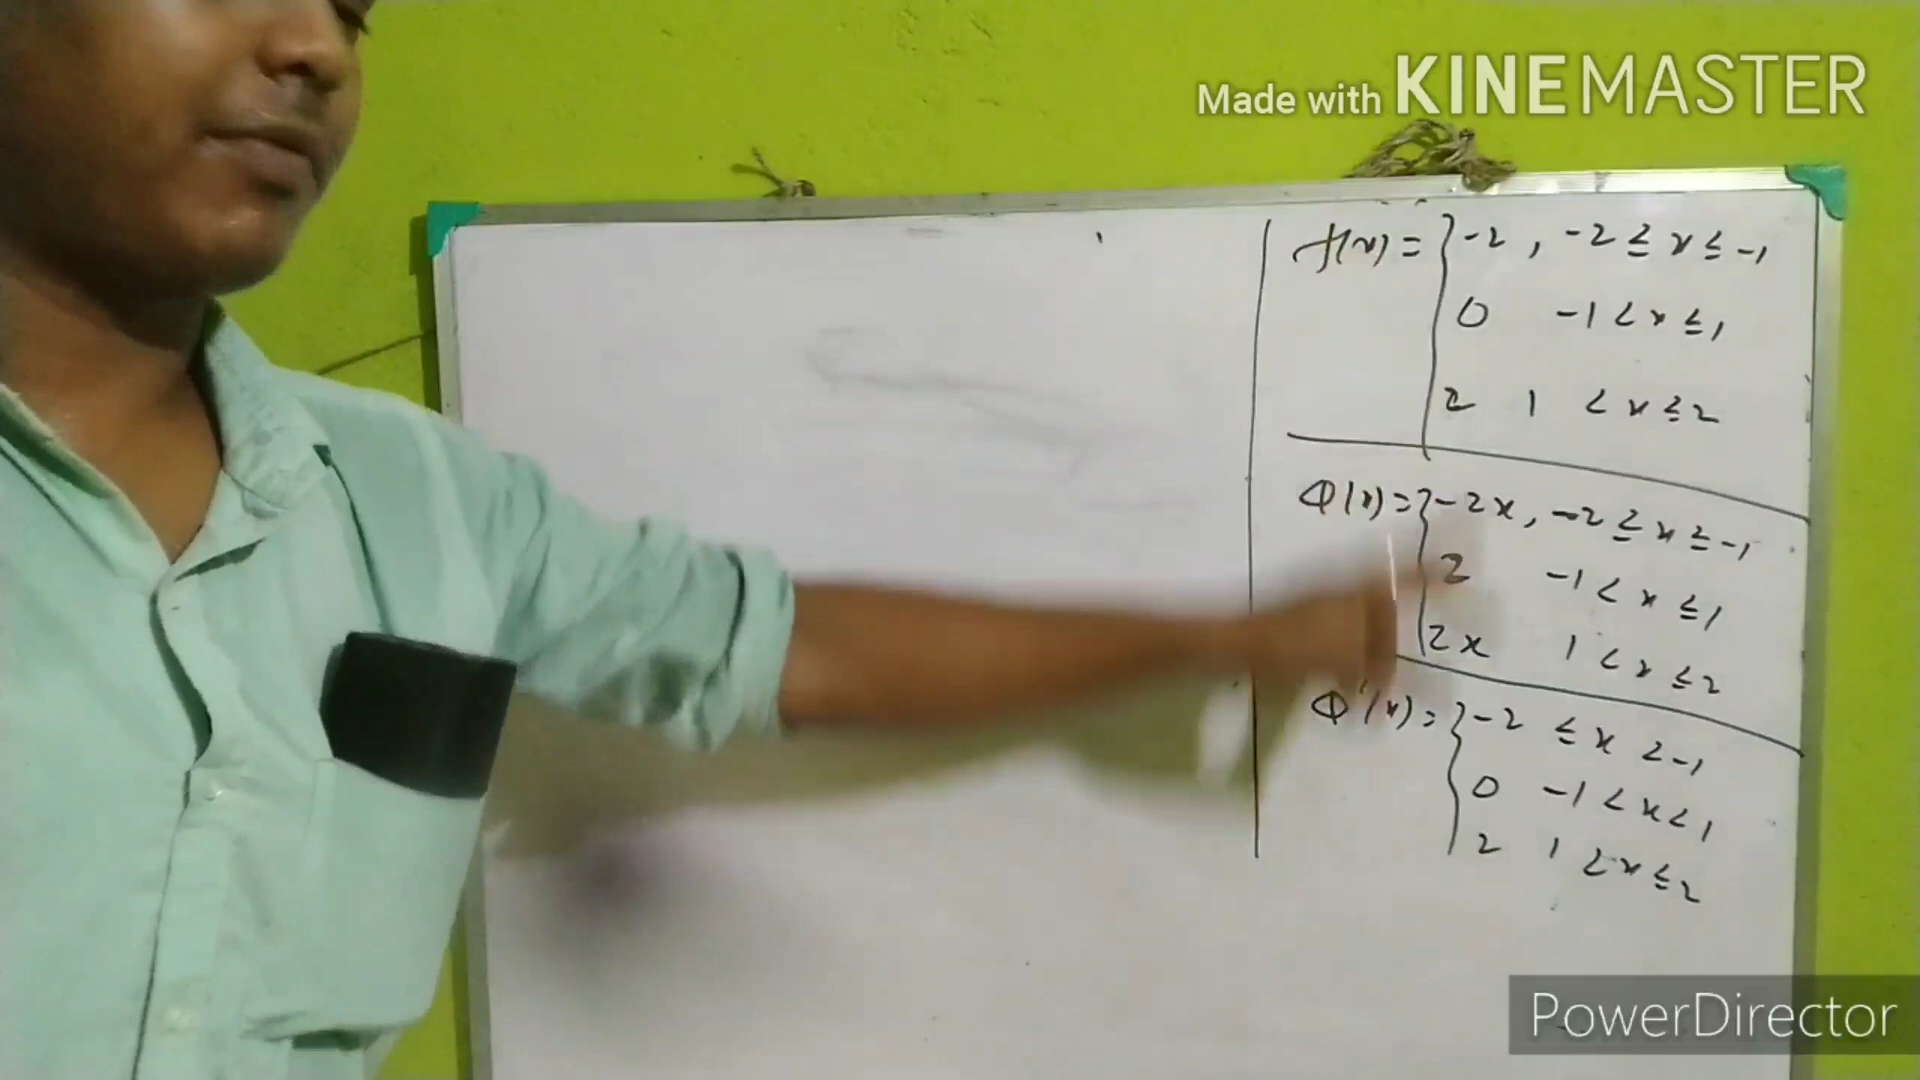 Made with KINEMASTER
f(x) = { -2 , -2 ≤ x ≤ -1
0 -1 < x ≤ 1
2 1 < x ≤ 2
Φ(x) = { -2x, -2 ≤ x ≤ -1
2 -1 < x ≤ 1
2x 1 < x ≤ 2
Φ'(x) = { -2 ≤ x < -1
0 -1 < x < 1
2 1 < x ≤ 2
PowerDirector